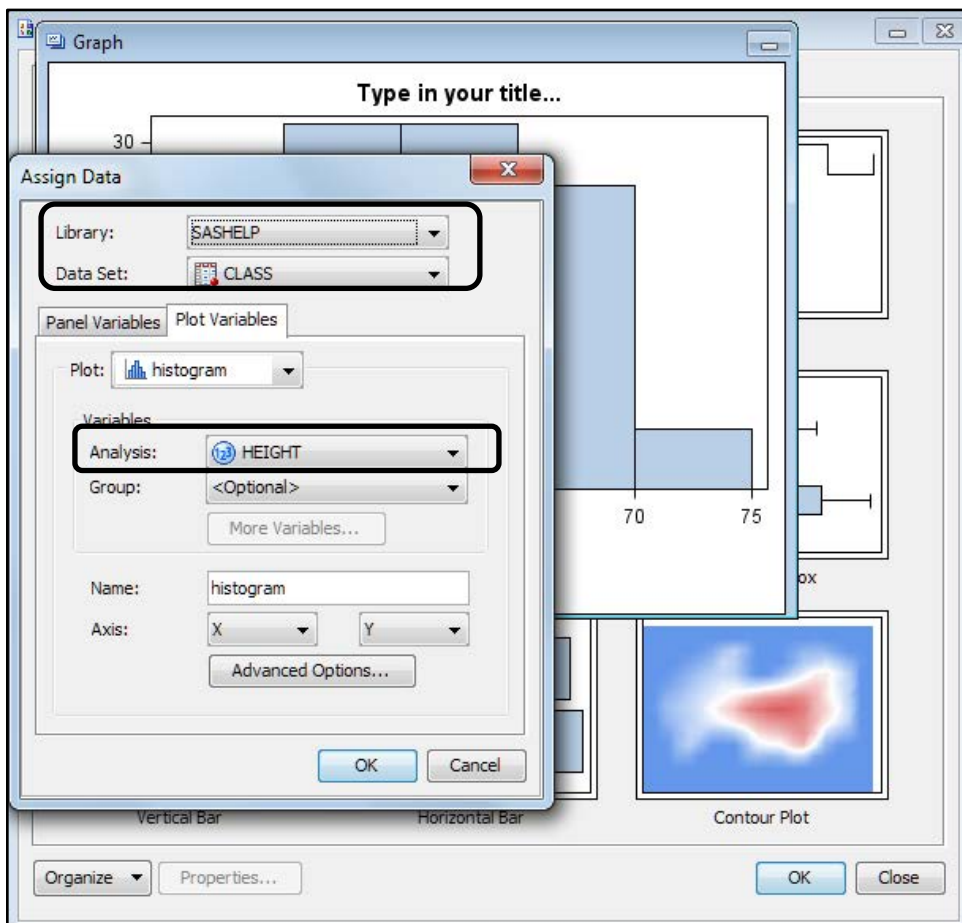 Graph
Type in your title...
30
Assign Data
Library: SASHELP
Data Set: CLASS
Panel Variables Plot Variables
Plot: histogram
Variables
Analysis: 123 HEIGHT
Group: <Optional>
More Variables...
70 75
Name: histogram
ox
Axis: X Y
Advanced Options...
OK Cancel
Vertical Bar Horizontal Bar Contour Plot
Organize Properties... OK Close